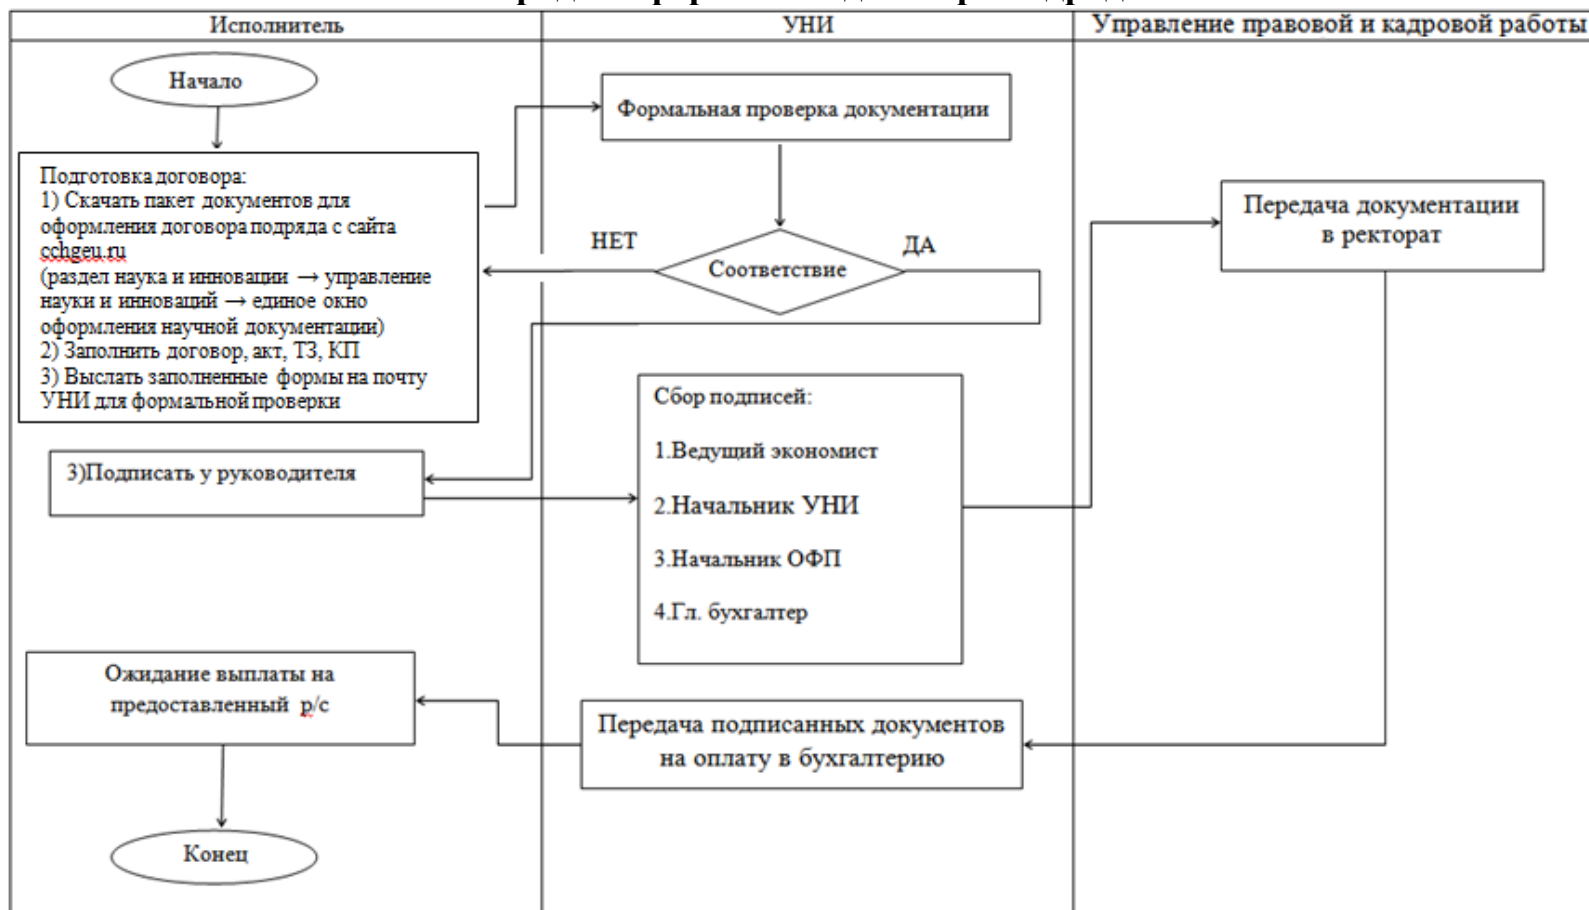 Исполнитель
УНИ
Управление правовой и кадровой работы
Начало
Подготовка договора:
1) Скачать пакет документов для
оформления договора подряда с сайта
cchgeu.ru
(раздел наука и инновации → управление
науки и инноваций → единое окно
оформления научной документации)
2) Заполнить договор, акт, ТЗ, КП
3) Выслать заполненные формы на почту
УНИ для формальной проверки
Формальная проверка документации
НЕТ
Соответствие
ДА
3)Подписать у руководителя
Сбор подписей:
1.Ведущий экономист
2.Начальник УНИ
3.Начальник ОФП
4.Гл. бухгалтер
Передача документации
в ректорат
Передача подписанных документов
на оплату в бухгалтерию
Ожидание выплаты на
предоставленный р/с
Конец